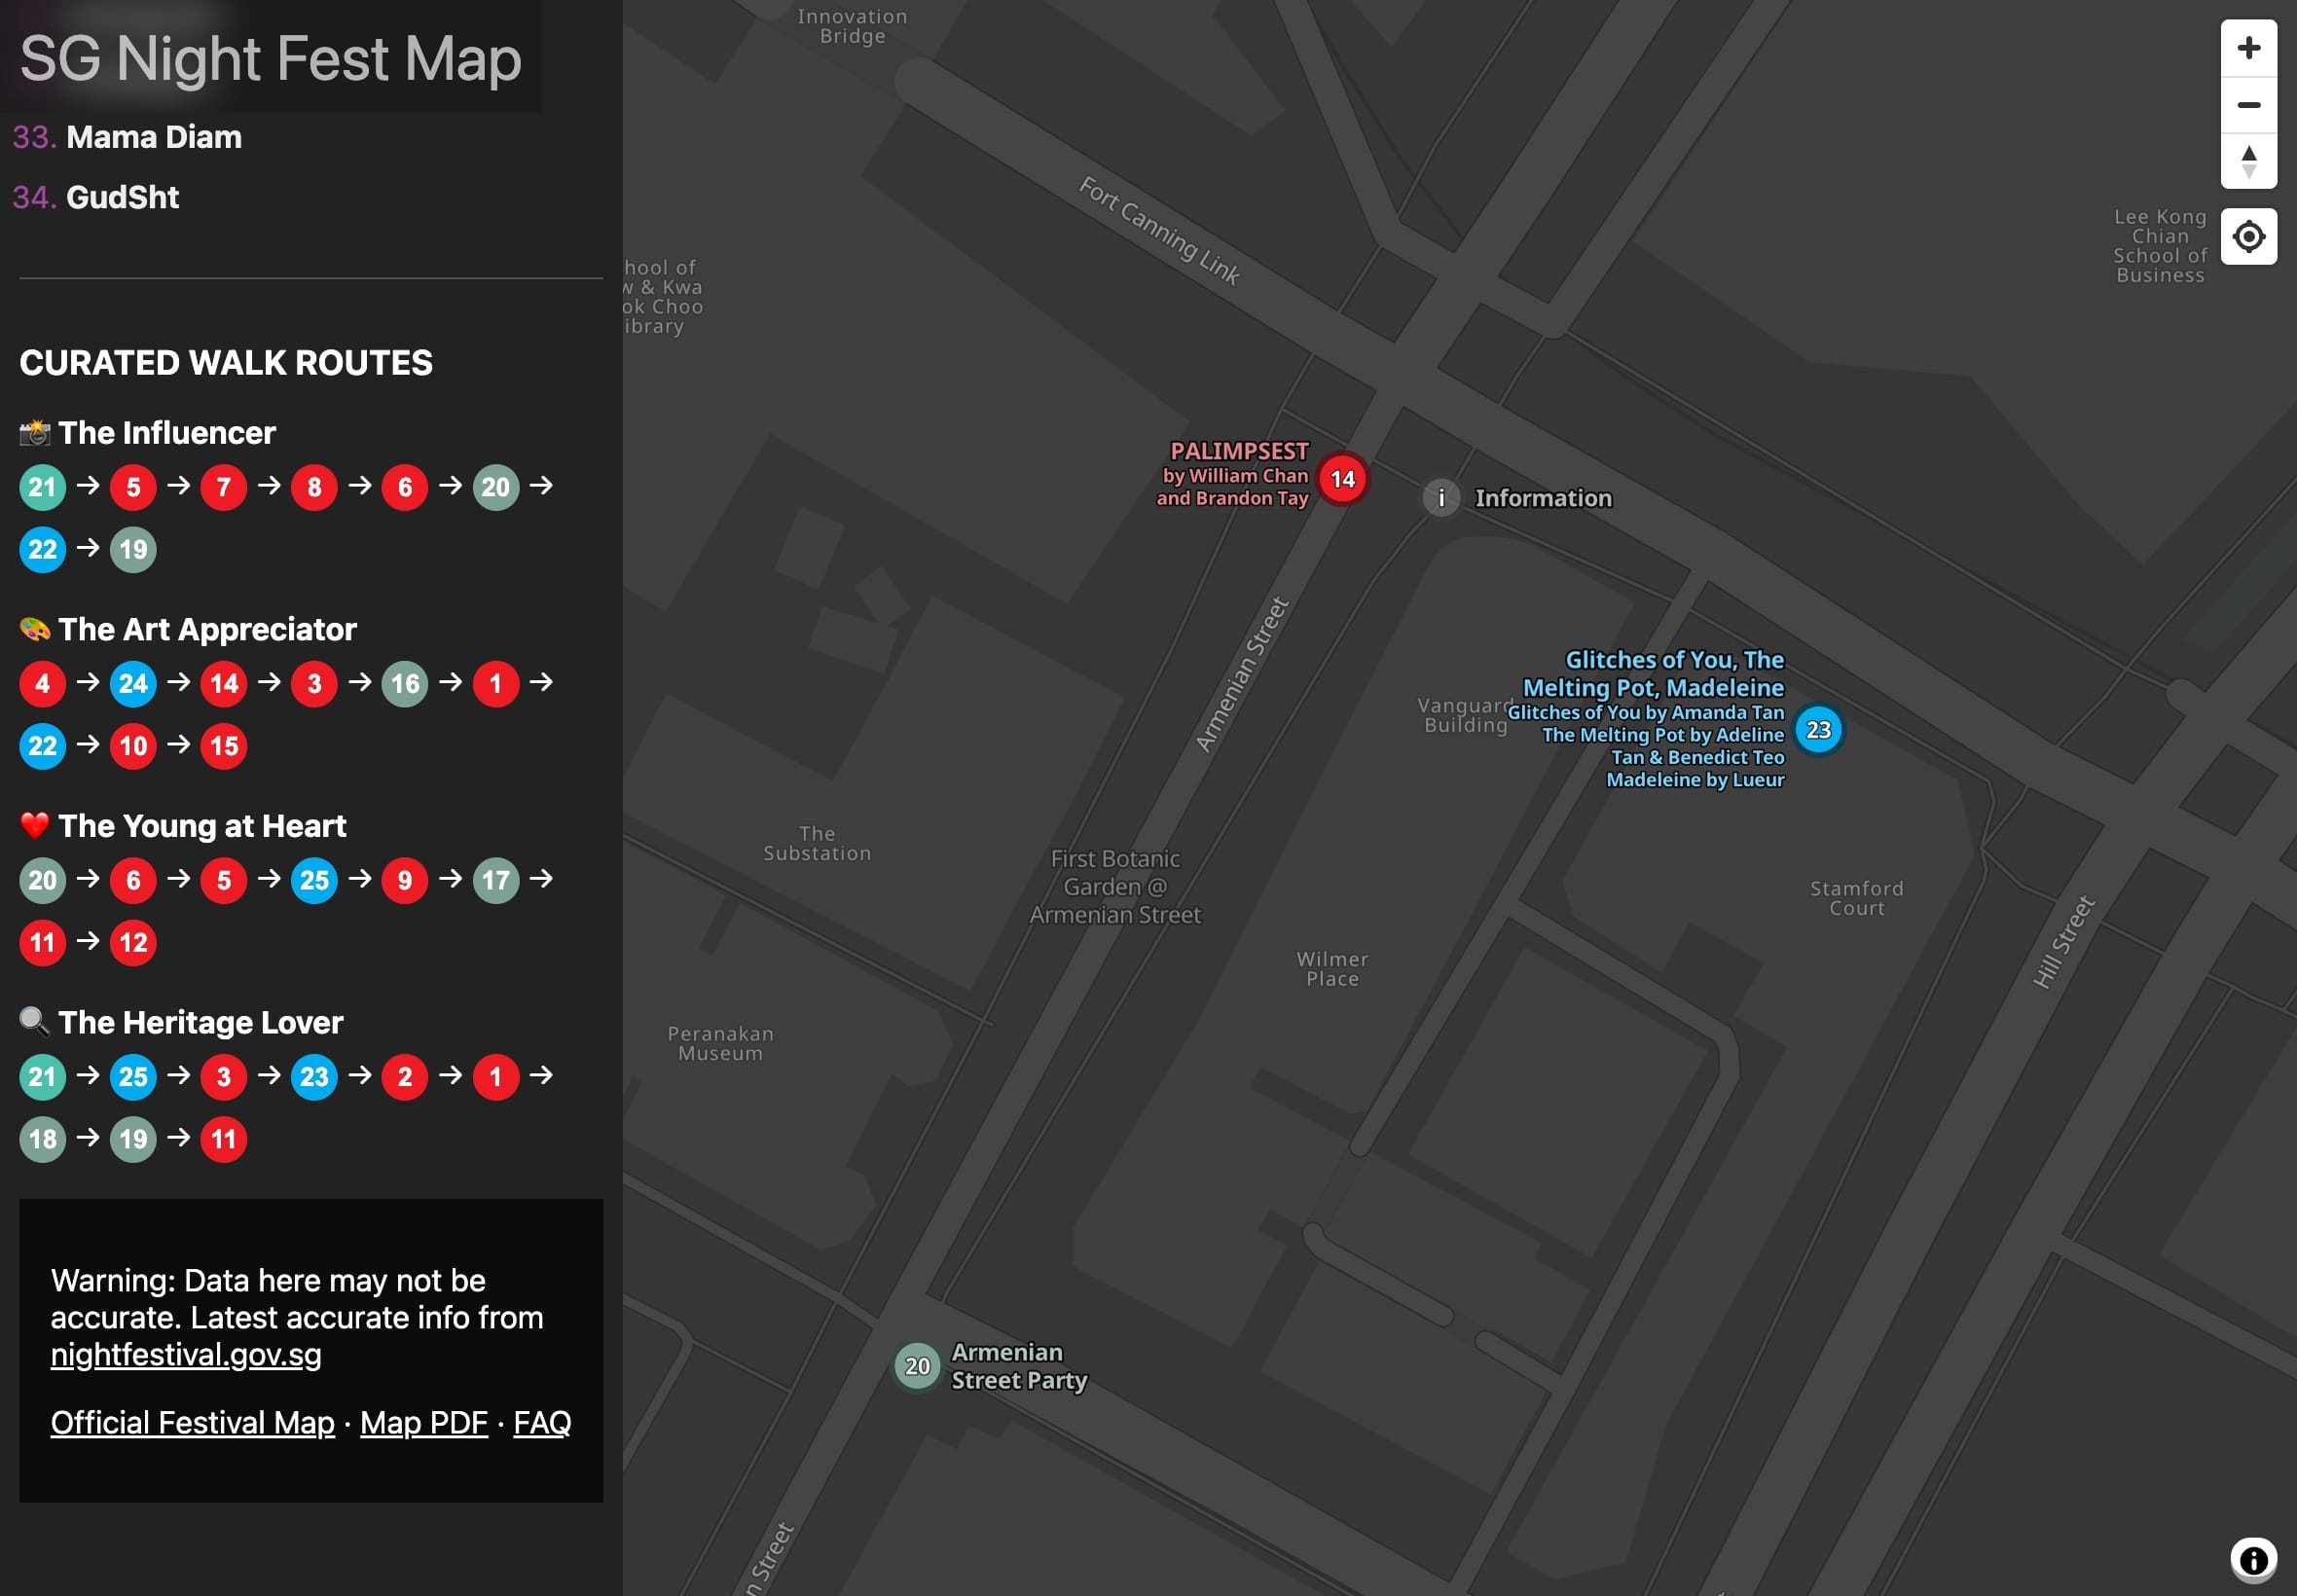 SG Night Fest Map
33. Mama Diam
34. GudSht
CURATED WALK ROUTES
📸 The Influencer
21 → 5 → 7 → 8 → 6 → 20 →
22 → 19
🎨 The Art Appreciator
4 → 24 → 14 → 3 → 16 → 1 →
22 → 10 → 15
❤️ The Young at Heart
20 → 6 → 5 → 25 → 9 → 17 →
11 → 12
🔍 The Heritage Lover
21 → 25 → 3 → 23 → 2 → 1 →
18 → 19 → 11
Warning: Data here may not be
accurate. Latest accurate info from
nightfestival.gov.sg
Official Festival Map · Map PDF · FAQ
Innovation
Bridge
Fort Canning Link
Lee Kong
Chian
School of
Business
hool of
w & Kwa
ok Choo
ibrary
PALIMPSEST
by William Chan
and Brandon Tay
14
i
Information
Armenian Street
Vanguard
Building
Glitches of You, The
Melting Pot, Madeleine
Glitches of You by Amanda Tan
The Melting Pot by Adeline
Tan & Benedict Teo
Madeleine by Lueur
23
The
Substation
First Botanic
Garden @
Armenian Street
Stamford
Court
Hill Street
Wilmer
Place
Peranakan
Museum
20
Armenian
Street Party
n Street